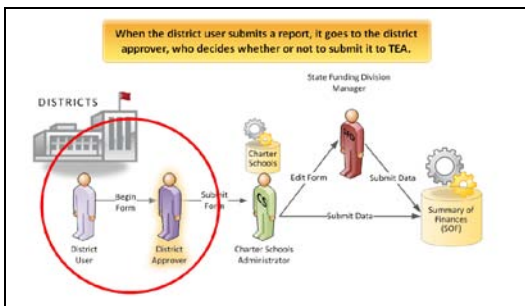 When the district user submits a report, it goes to the district
approver, who decides whether or not to submit it to TEA.
State Funding Division
Manager
DISTRICTS
Charter
Schools
Begin
Form
Submit
Form
Edit Form
Submit Data
Submit Data
CS
District
User
District
Approver
Charter Schools
Administrator
Summary of
Finances
(SOF)